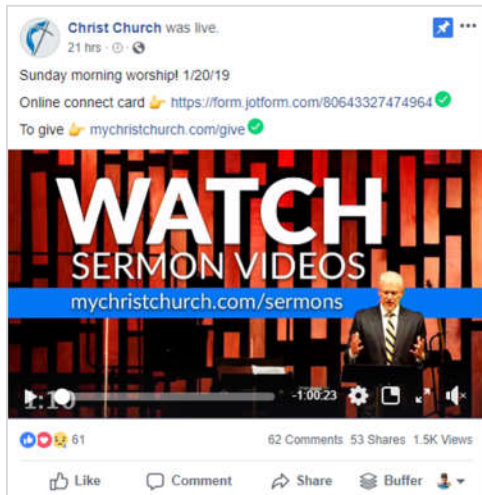 Christ Church was live.
21 hrs
Sunday morning worship! 1/20/19
Online connect card 👉 https://form.jotform.com/80643327474964
To give 👉 mychristchurch.com/give
WATCH
SERMON VIDEOS
mychristchurch.com/sermons
1:10
-1:00:23
61 62 Comments 53 Shares 1.5K Views
Like Comment Share Buffer